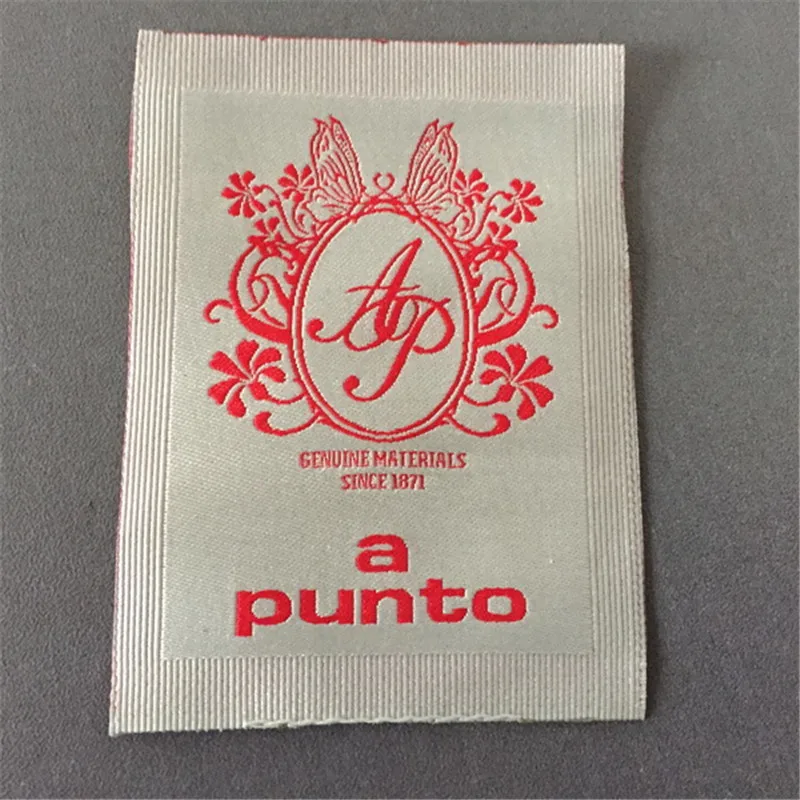 AP
GENUINE MATERIALS
SINCE 1871
a
punto